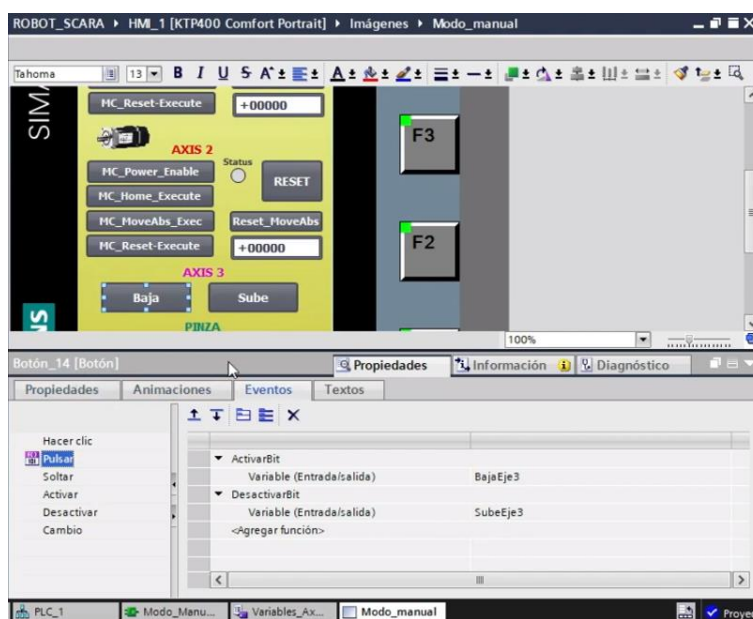 ROBOT_SCARA ▸ HMI_1 [KTP400 Comfort Portrait] ▸ Imágenes ▸ Modo_manual
Tahoma 13 B I U S A
SIMA
MC_Reset-Execute +00000
AXIS 2
MC_Power_Enable Status RESET
MC_Home_Execute
MC_MoveAbs_Exec Reset_MoveAbs
MC_Reset-Execute +00000
AXIS 3
Baja Sube
PINZA
NS
F3
F2
100%
Botón_14 [Botón] Propiedades Información Diagnóstico
Propiedades Animaciones Eventos Textos
Hacer clic
Pulsar
Soltar
Activar
Desactivar
Cambio
ActivarBit
Variable (Entrada/salida) BajaEje3
DesactivarBit
Variable (Entrada/salida) SubeEje3
<Agregar función>
PLC_1 Modo_Manu... Variables_Ax... Modo_manual Proyec